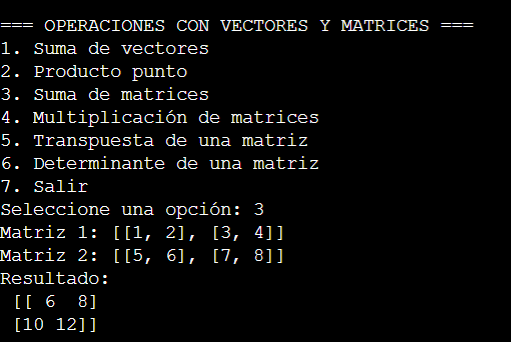 === OPERACIONES CON VECTORES Y MATRICES ===
1. Suma de vectores
2. Producto punto
3. Suma de matrices
4. Multiplicación de matrices
5. Transpuesta de una matriz
6. Determinante de una matriz
7. Salir
Seleccione una opción: 3
Matriz 1: [[1, 2], [3, 4]]
Matriz 2: [[5, 6], [7, 8]]
Resultado:
 [[ 6  8]
 [10 12]]